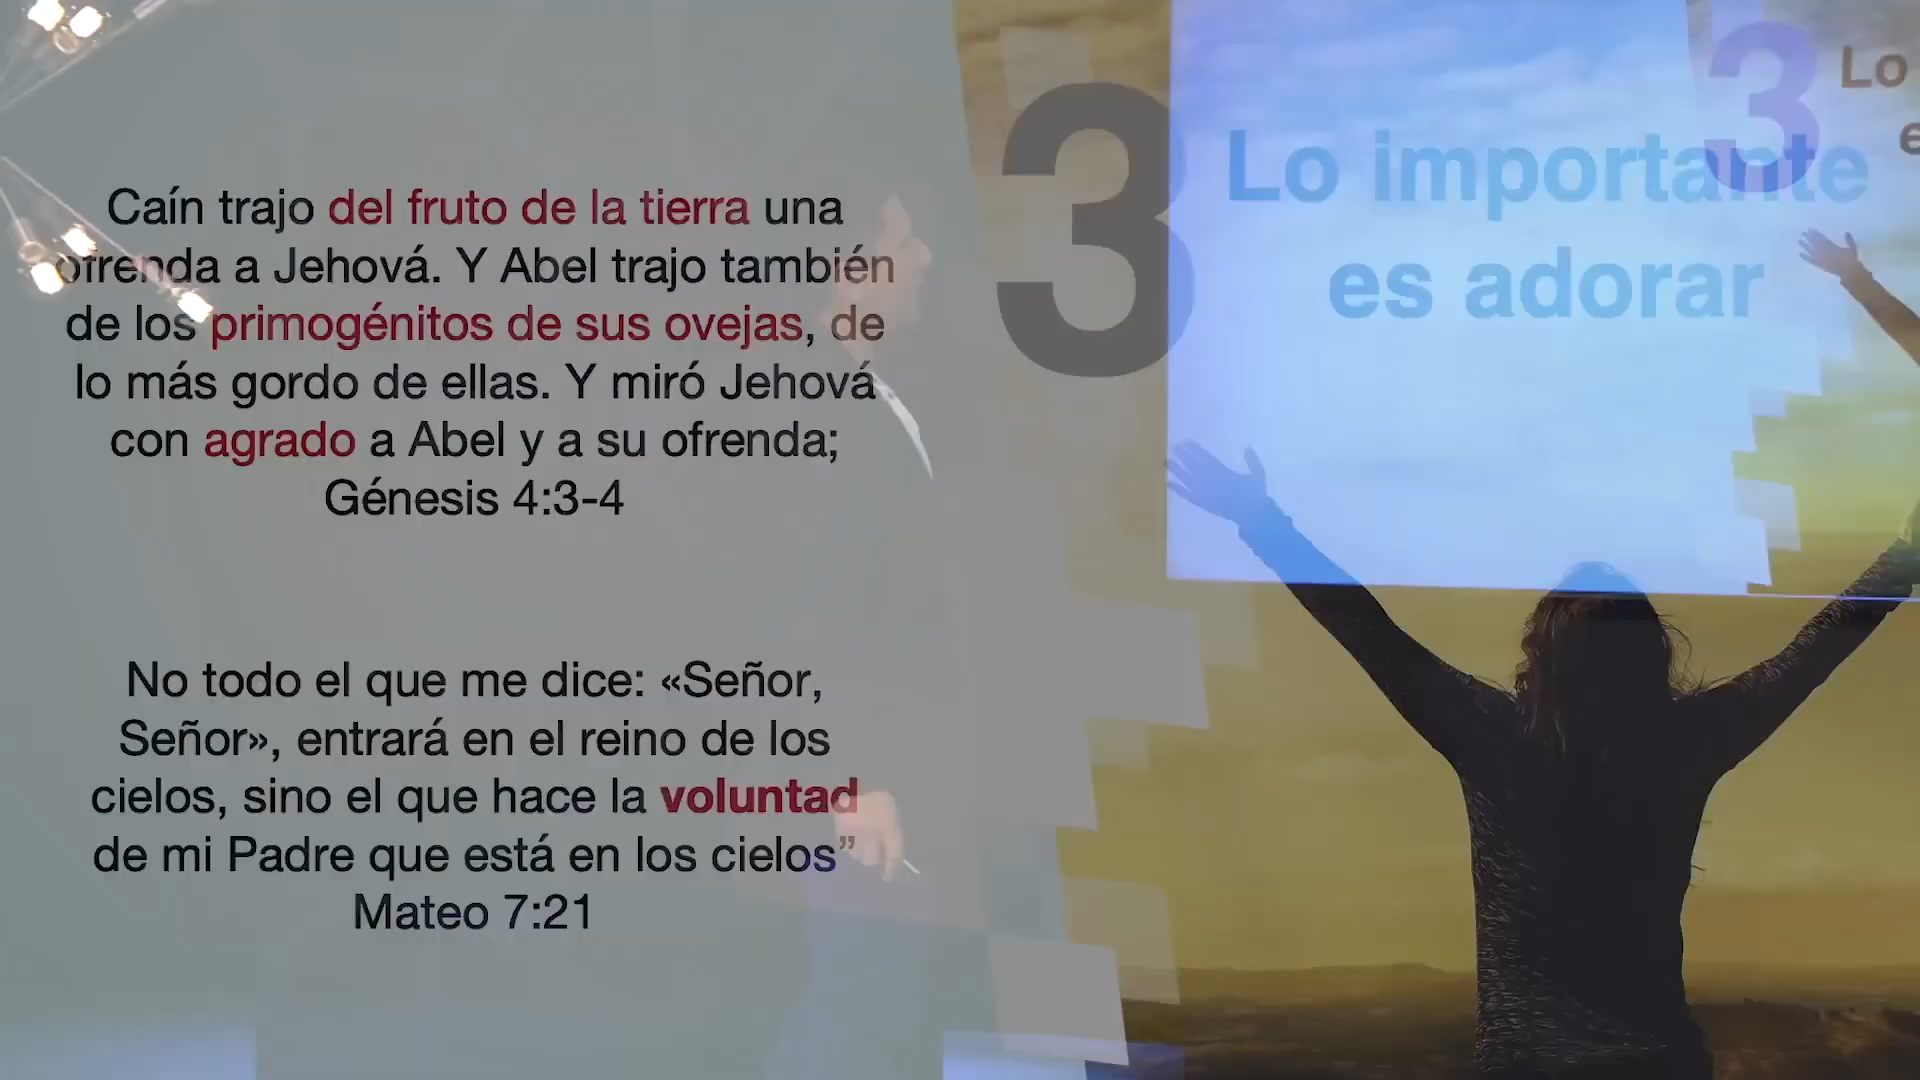 Caín trajo del fruto de la tierra una
ofrenda a Jehová. Y Abel trajo también
de los primogénitos de sus ovejas, de
lo más gordo de ellas. Y miró Jehová
con agrado a Abel y a su ofrenda;
Génesis 4:3-4
No todo el que me dice: «Señor,
Señor», entrará en el reino de los
cielos, sino el que hace la voluntad
de mi Padre que está en los cielos”
Mateo 7:21
3
Lo importante
es adorar
3
Lo
e